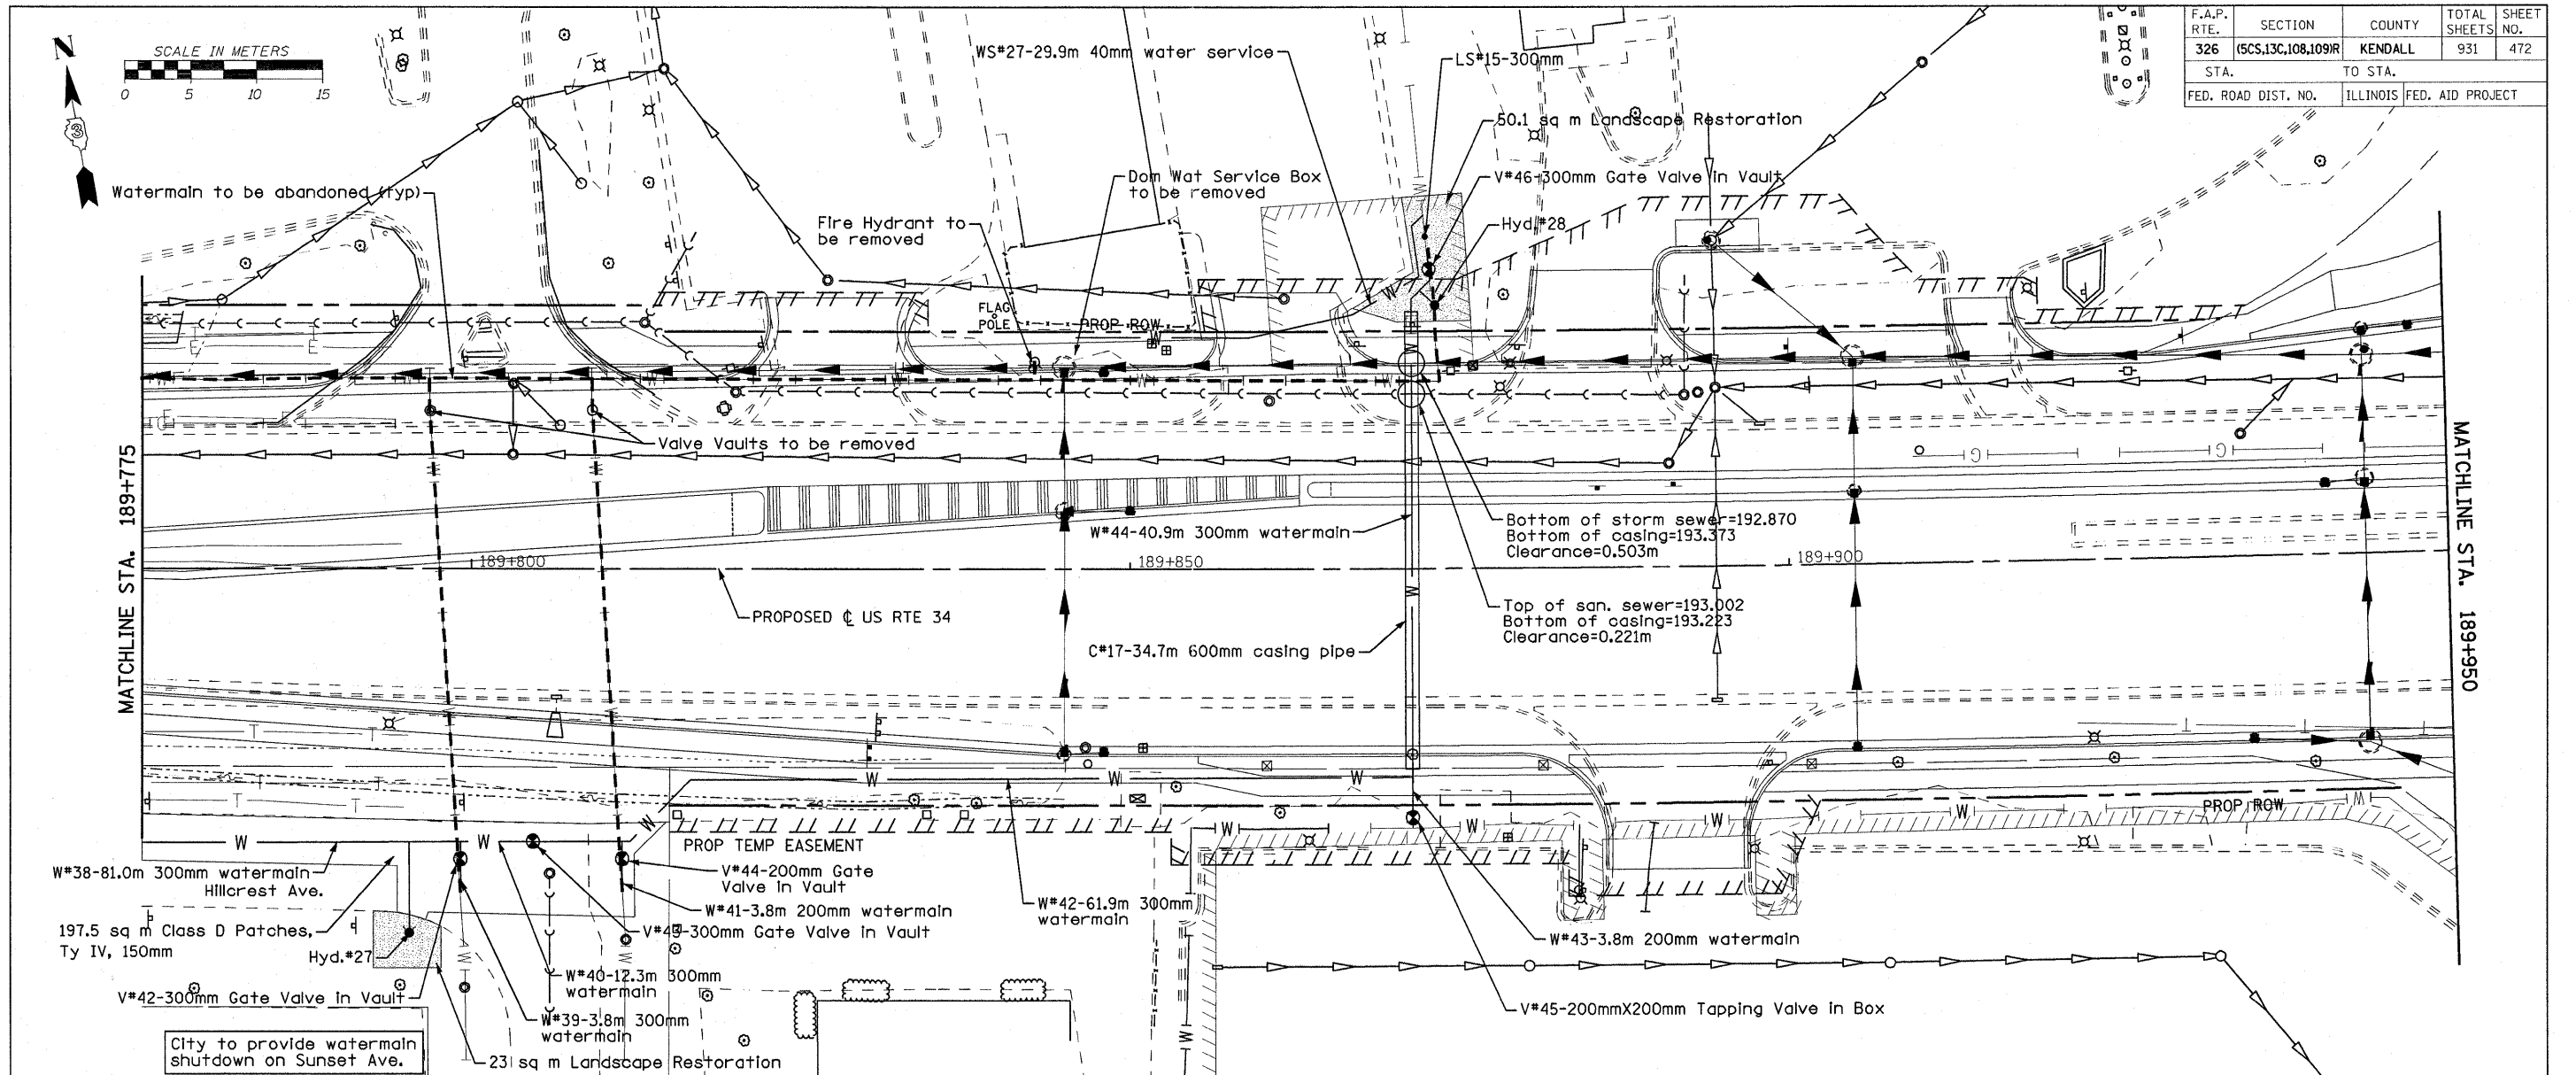 F.A.P. RTE.
SECTION
COUNTY
TOTAL SHEETS
SHEET NO.
326
(5CS,13C,108,109)R
KENDALL
931
472
STA.
TO STA.
FED. ROAD DIST. NO.
ILLINOIS
FED. AID PROJECT
N
3
SCALE IN METERS
0 5 10 15
WS#27-29.9m 40mm water service
LS#15-300mm
50.1 sq m Landscape Restoration
Watermain to be abandoned (typ)
Dom Wat Service Box
to be removed
V#46-300mm Gate Valve in Vault
Fire Hydrant to
be removed
Hyd.#28
FLAG
POLE
PROP ROW
Valve Vaults to be removed
MATCHLINE STA. 189+775
MATCHLINE STA. 189+950
W#44-40.9m 300mm watermain
Bottom of storm sewer=192.870
Bottom of casing=193.373
Clearance=0.503m
189+800
189+850
189+900
PROPOSED ℄ US RTE 34
Top of san. sewer=193.002
Bottom of casing=193.223
Clearance=0.221m
C#17-34.7m 600mm casing pipe
PROP ROW
PROP TEMP EASEMENT
W#38-81.0m 300mm watermain
Hillcrest Ave.
V#44-200mm Gate
Valve in Vault
W#41-3.8m 200mm watermain
W#42-61.9m 300mm
watermain
197.5 sq m Class D Patches,
Ty IV, 150mm
V#43-300mm Gate Valve in Vault
Hyd.#27
W#43-3.8m 200mm watermain
W#40-12.3m 300mm
watermain
V#42-300mm Gate Valve in Vault
V#45-200mmX200mm Tapping Valve in Box
W#39-3.8m 300mm
watermain
City to provide watermain
shutdown on Sunset Ave.
23 sq m Landscape Restoration